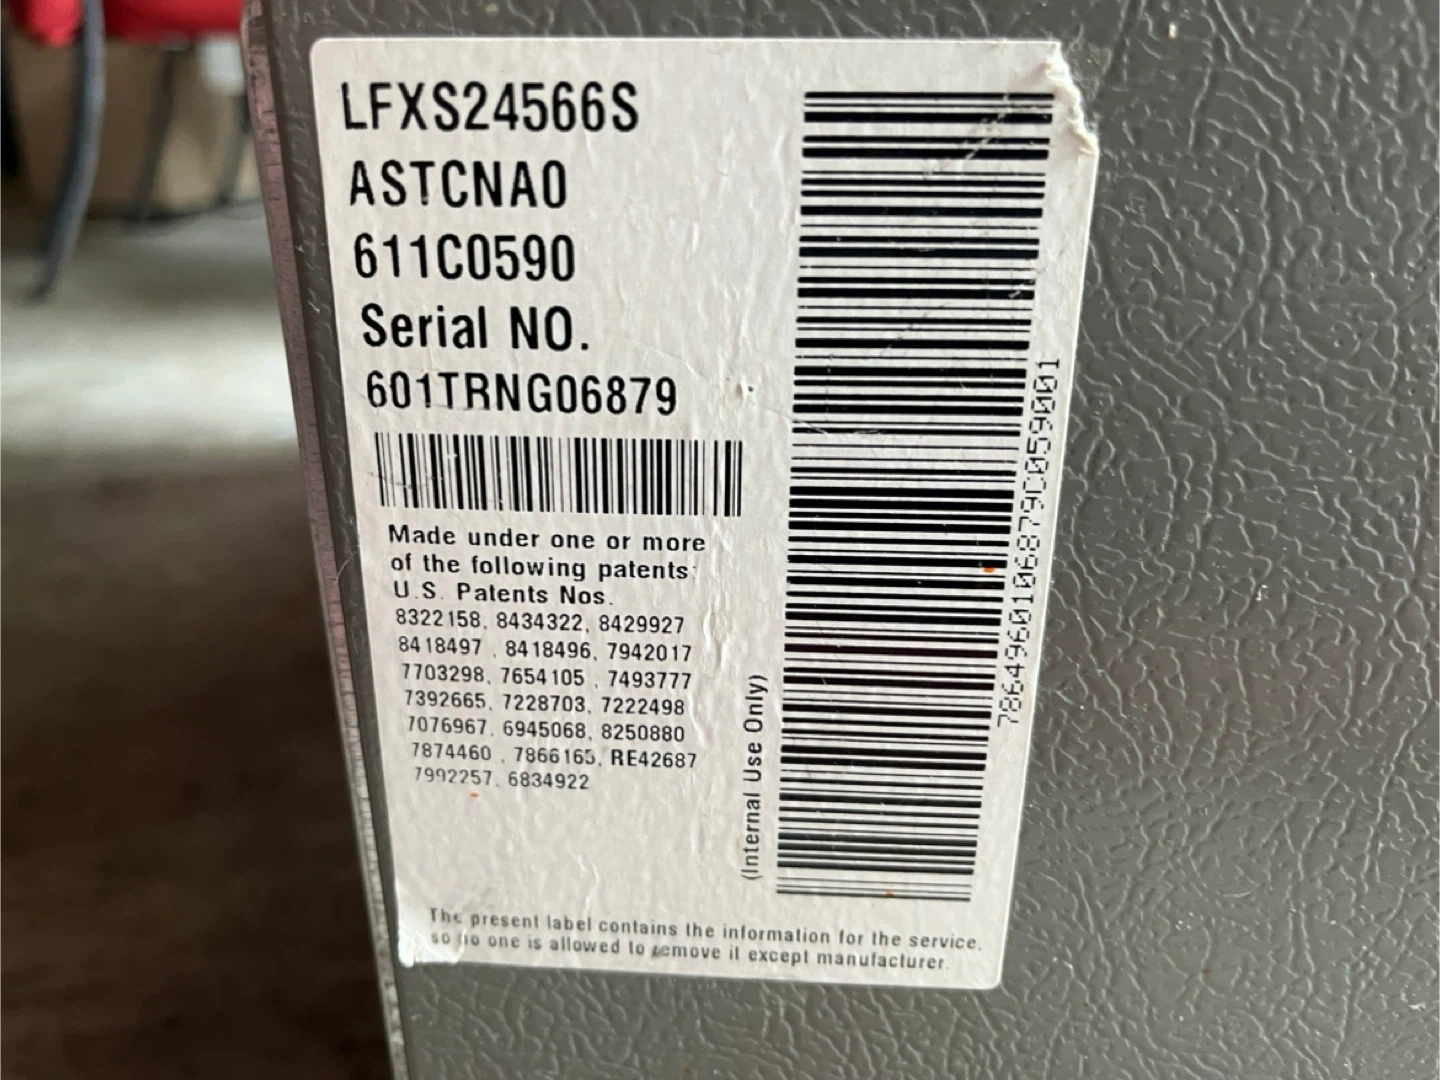 LFXS24566S
ASTCNA0
611C0590
Serial NO.
601TRNG06879
Made under one or more
of the following patents:
U.S. Patents Nos.
8322158, 8434322, 8429927
8418497 , 8418496, 7942017
7703298, 7654105 , 7493777
7392665, 7228703, 7222498
7076967, 6945068, 8250880
7874460 , 7866165, RE42687
7992257, 6834922
(Internal Use Only)
7864960106879C059001
The present label contains the information for the service.
so no one is allowed to remove it except manufacturer.